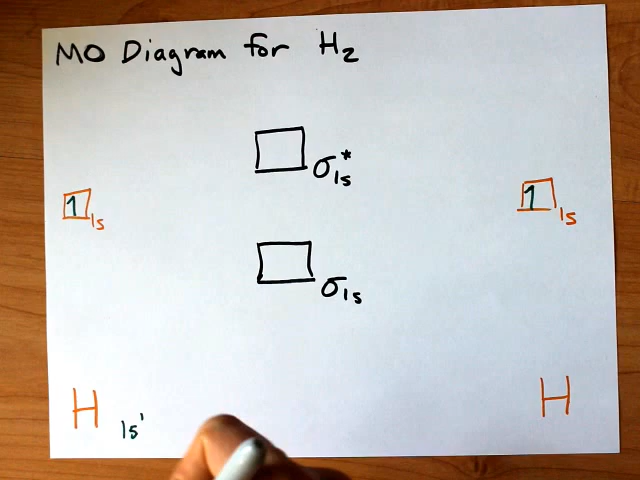 MO Diagram for H₂
σ*1s
1 1s
1 1s
σ1s
H 1s¹
H